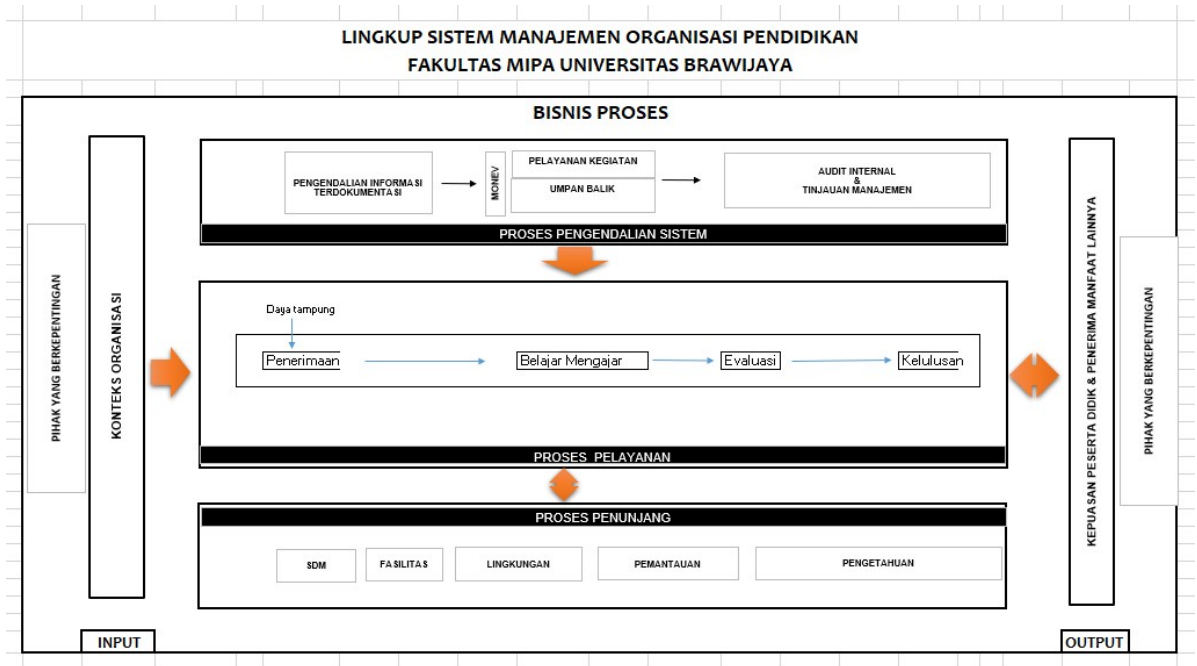 LINGKUP SISTEM MANAJEMEN ORGANISASI PENDIDIKAN
FAKULTAS MIPA UNIVERSITAS BRAWIJAYA
BISNIS PROSES
PIHAK YANG BERKEPENTINGAN
KONTEKS ORGANISASI
PENGENDALIAN INFORMASI
TERDOKUMENTASI
MONEV
PELAYANAN KEGIATAN
UMPAN BALIK
AUDIT INTERNAL
&
TINJAUAN MANAJEMEN
PROSES PENGENDALIAN SISTEM
Daya tampung
Penerimaan
Belajar Mengajar
Evaluasi
Kelulusan
PROSES PELAYANAN
PROSES PENUNJANG
SDM
FASILITAS
LINGKUNGAN
PEMANTAUAN
PENGETAHUAN
KEPUASAN PESERTA DIDIK & PENERIMA MANFAAT LAINNYA
PIHAK YANG BERKEPENTINGAN
INPUT
OUTPUT